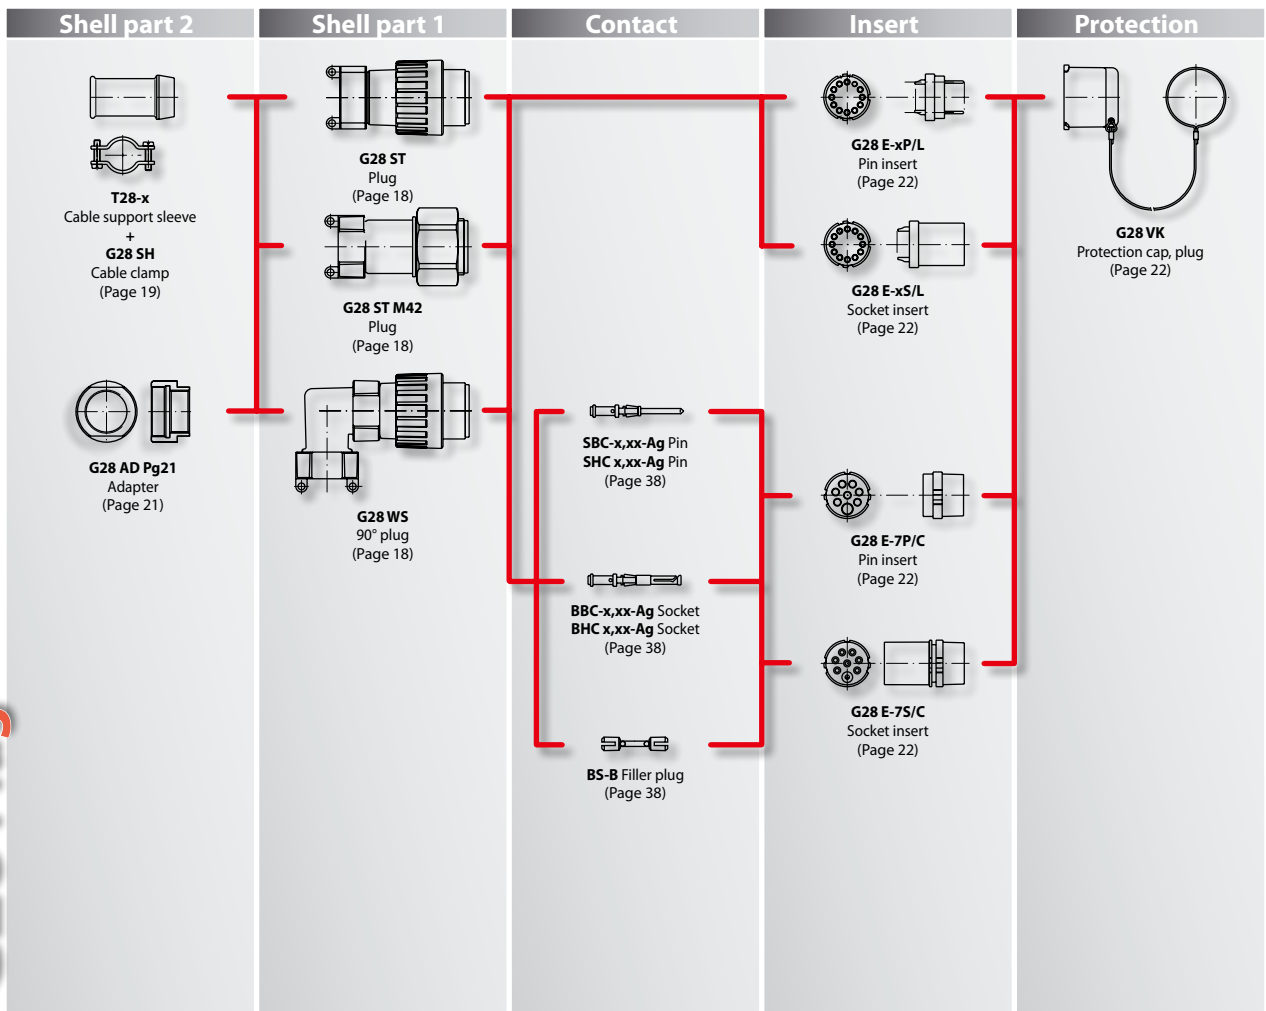 Shell part 2
Shell part 1
Contact
Insert
Protection
T28-x
Cable support sleeve
+
G28 SH
Cable clamp
(Page 19)
G28 AD Pg21
Adapter
(Page 21)
G28 ST
Plug
(Page 18)
G28 ST M42
Plug
(Page 18)
G28 WS
90° plug
(Page 18)
SBC-x,xx-Ag Pin
SHC x,xx-Ag Pin
(Page 38)
BBC-x,xx-Ag Socket
BHC x,xx-Ag Socket
(Page 38)
BS-B Filler plug
(Page 38)
G28 E-xP/L
Pin insert
(Page 22)
G28 E-xS/L
Socket insert
(Page 22)
G28 E-7P/C
Pin insert
(Page 22)
G28 E-7S/C
Socket insert
(Page 22)
G28 VK
Protection cap, plug
(Page 22)